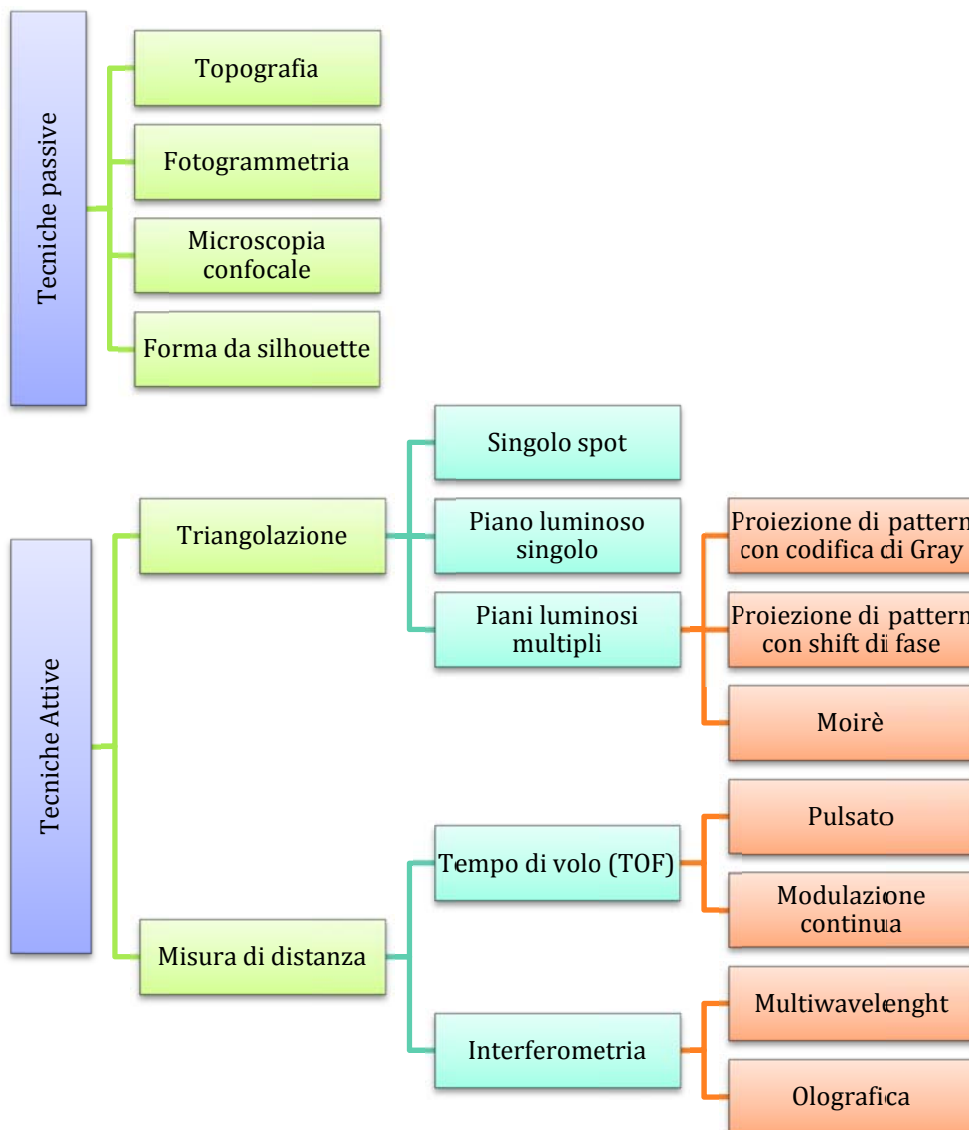 Tecniche passive
Topografia
Fotogrammetria
Microscopia
confocale
Forma da silhouette
Tecniche Attive
Triangolazione
Singolo spot
Piano luminoso
singolo
Piani luminosi
multipli
Proiezione di pattern
con codifica di Gray
Proiezione di pattern
con shift di fase
Moirè
Misura di distanza
Tempo di volo (TOF)
Pulsato
Modulazione
continua
Interferometria
Multiwavelenght
Olografica